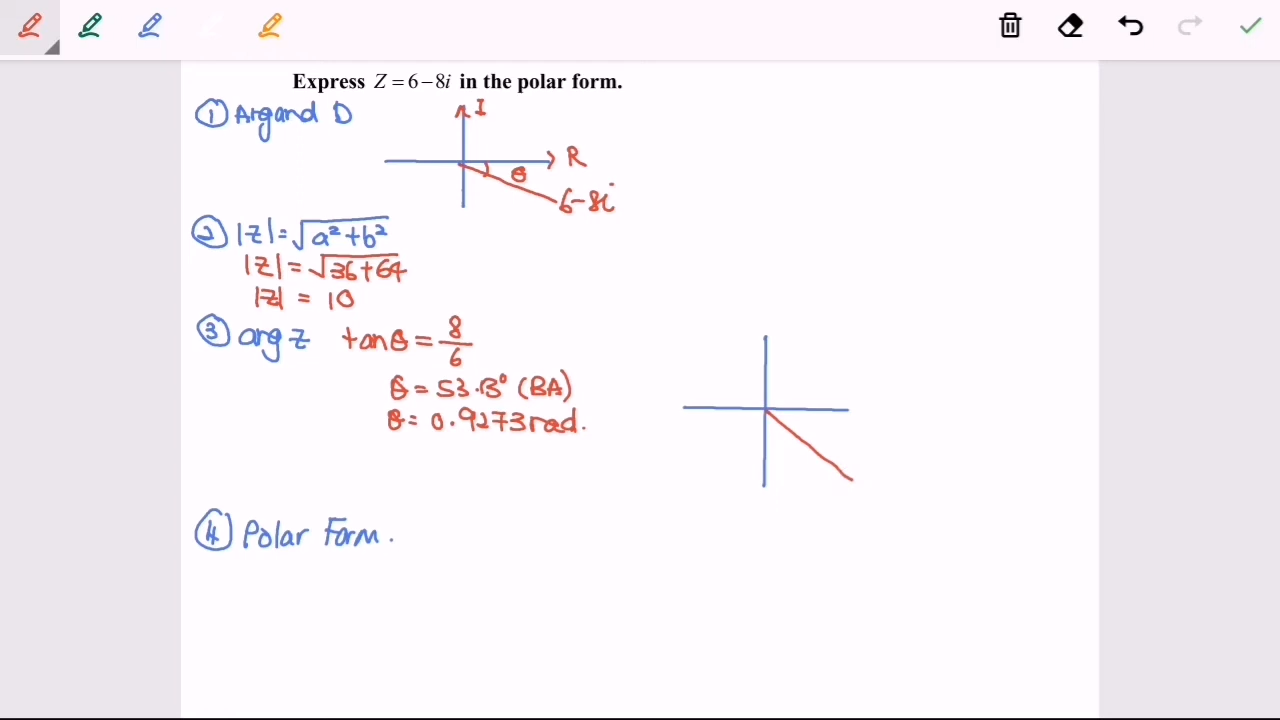 Express Z = 6 − 8i in the polar form.
① Argand D
I
R
θ
6-8i
② |z| = √a² + b²
|z| = √36+64
|z| = 10
③ arg z tanθ = 8/6
θ = 53.13° (BA)
θ = 0.9273 rad.
④ Polar Form.